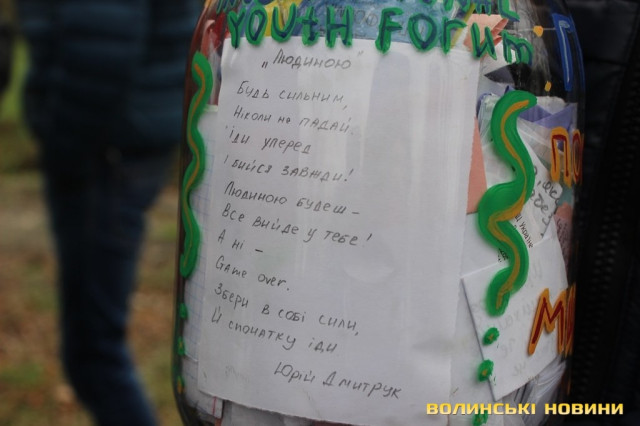 YOUTH FORUM
„Людиною"
Будь сильним,
Ніколи не падай.
Іди уперед
І бийся завжди!
Людиною будеш –
Все вийде у тебе!
А ні –
Game over.
Збери в собі сили,
Й спочатку іди
Юрій Дмитрук
ВОЛИНСЬКІ НОВИНИ